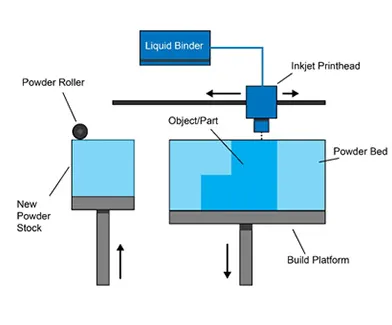 Liquid Binder
Inkjet Printhead
Powder Roller
Object/Part
Powder Bed
New
Powder
Stock
Build Platform